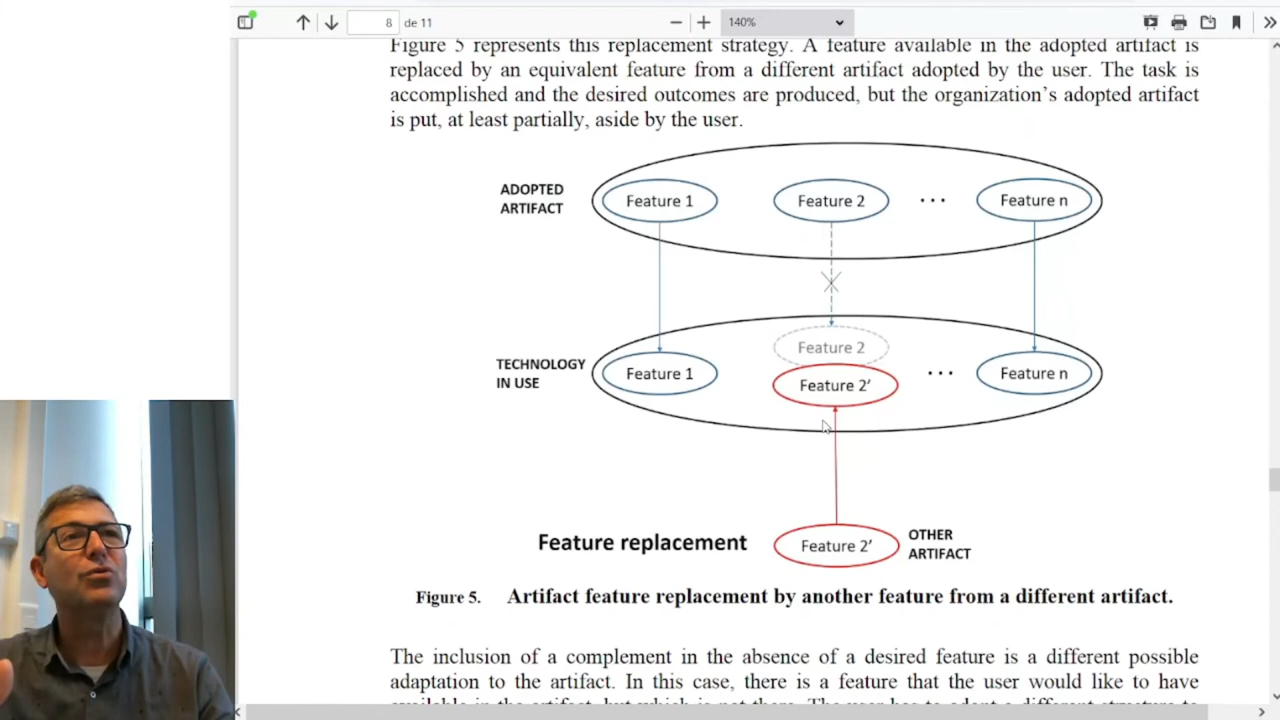 8 de 11 140%
Figure 5 represents this replacement strategy. A feature available in the adopted artifact is
replaced by an equivalent feature from a different artifact adopted by the user. The task is
accomplished and the desired outcomes are produced, but the organization's adopted artifact
is put, at least partially, aside by the user.
ADOPTED
ARTIFACT
Feature 1 Feature 2 ... Feature n
Feature 2
TECHNOLOGY
IN USE
Feature 1 Feature 2' ... Feature n
Feature replacement
Feature 2'
OTHER
ARTIFACT
Figure 5. Artifact feature replacement by another feature from a different artifact.
The inclusion of a complement in the absence of a desired feature is a different possible
adaptation to the artifact. In this case, there is a feature that the user would like to have